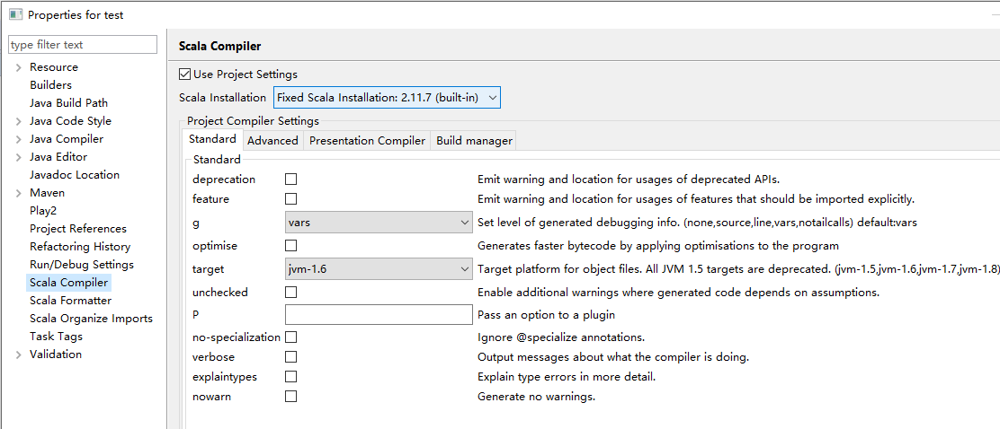 Properties for test
type filter text
Resource
Builders
Java Build Path
Java Code Style
Java Compiler
Java Editor
Javadoc Location
Maven
Play2
Project References
Refactoring History
Run/Debug Settings
Scala Compiler
Scala Formatter
Scala Organize Imports
Task Tags
Validation
Scala Compiler
Use Project Settings
Scala Installation Fixed Scala Installation: 2.11.7 (built-in)
Project Compiler Settings
Standard Advanced Presentation Compiler Build manager
Standard
deprecation Emit warning and location for usages of deprecated APIs.
feature Emit warning and location for usages of features that should be imported explicitly.
g vars Set level of generated debugging info. (none,source,line,vars,notailcalls) default:vars
optimise Generates faster bytecode by applying optimisations to the program
target jvm-1.6 Target platform for object files. All JVM 1.5 targets are deprecated. (jvm-1.5,jvm-1.6,jvm-1.7,jvm-1.8)
unchecked Enable additional warnings where generated code depends on assumptions.
P Pass an option to a plugin
no-specialization Ignore @specialize annotations.
verbose Output messages about what the compiler is doing.
explaintypes Explain type errors in more detail.
nowarn Generate no warnings.